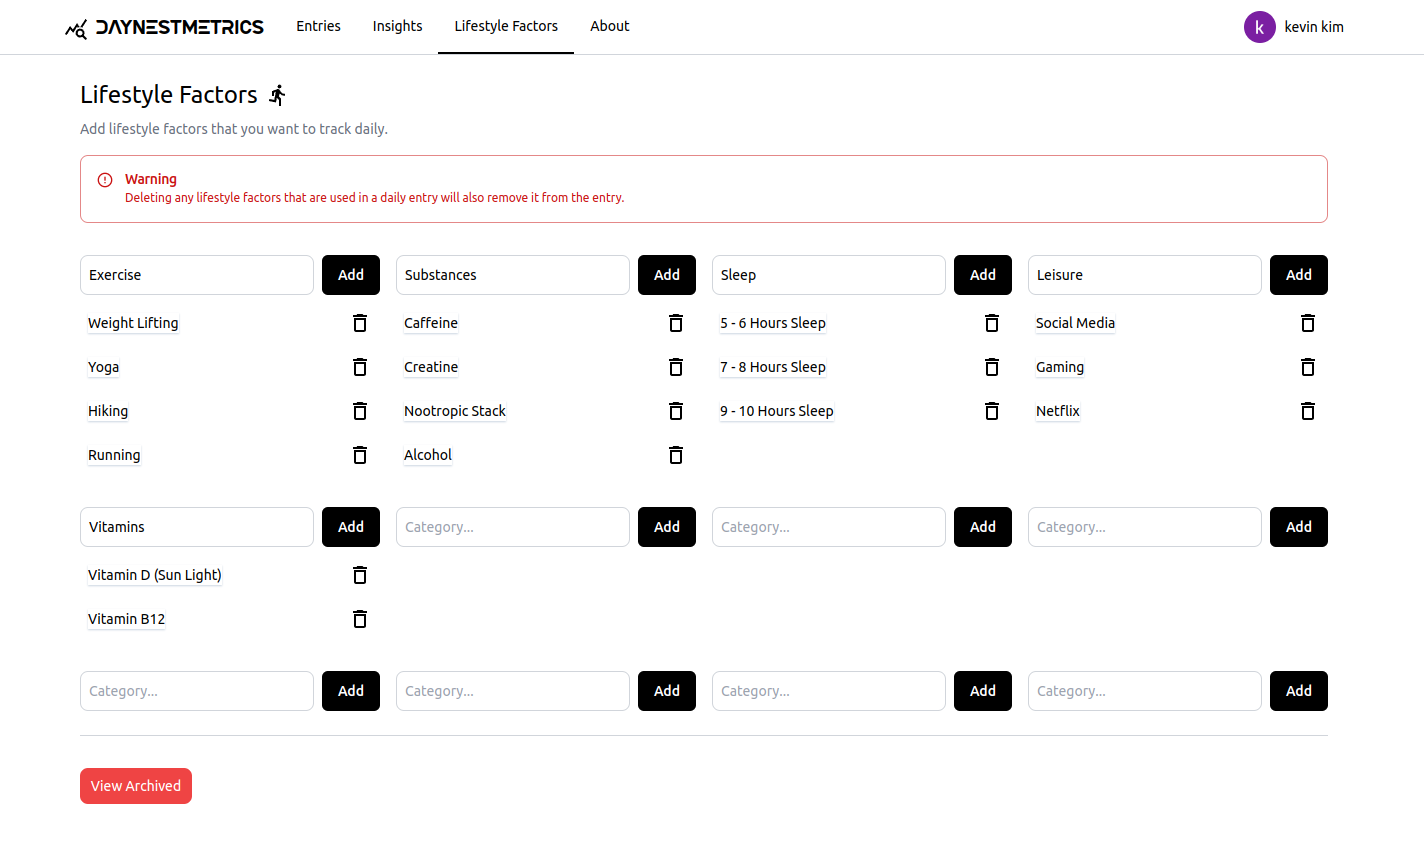 DAYNESTMETRICS Entries Insights Lifestyle Factors About k kevin kim
Lifestyle Factors
Add lifestyle factors that you want to track daily.
Warning
Deleting any lifestyle factors that are used in a daily entry will also remove it from the entry.
Exercise Add Substances Add Sleep Add Leisure Add
Weight Lifting Caffeine 5 - 6 Hours Sleep Social Media
Yoga Creatine 7 - 8 Hours Sleep Gaming
Hiking Nootropic Stack 9 - 10 Hours Sleep Netflix
Running Alcohol
Vitamins Add Category... Add Category... Add Category... Add
Vitamin D (Sun Light)
Vitamin B12
Category... Add Category... Add Category... Add Category... Add
View Archived